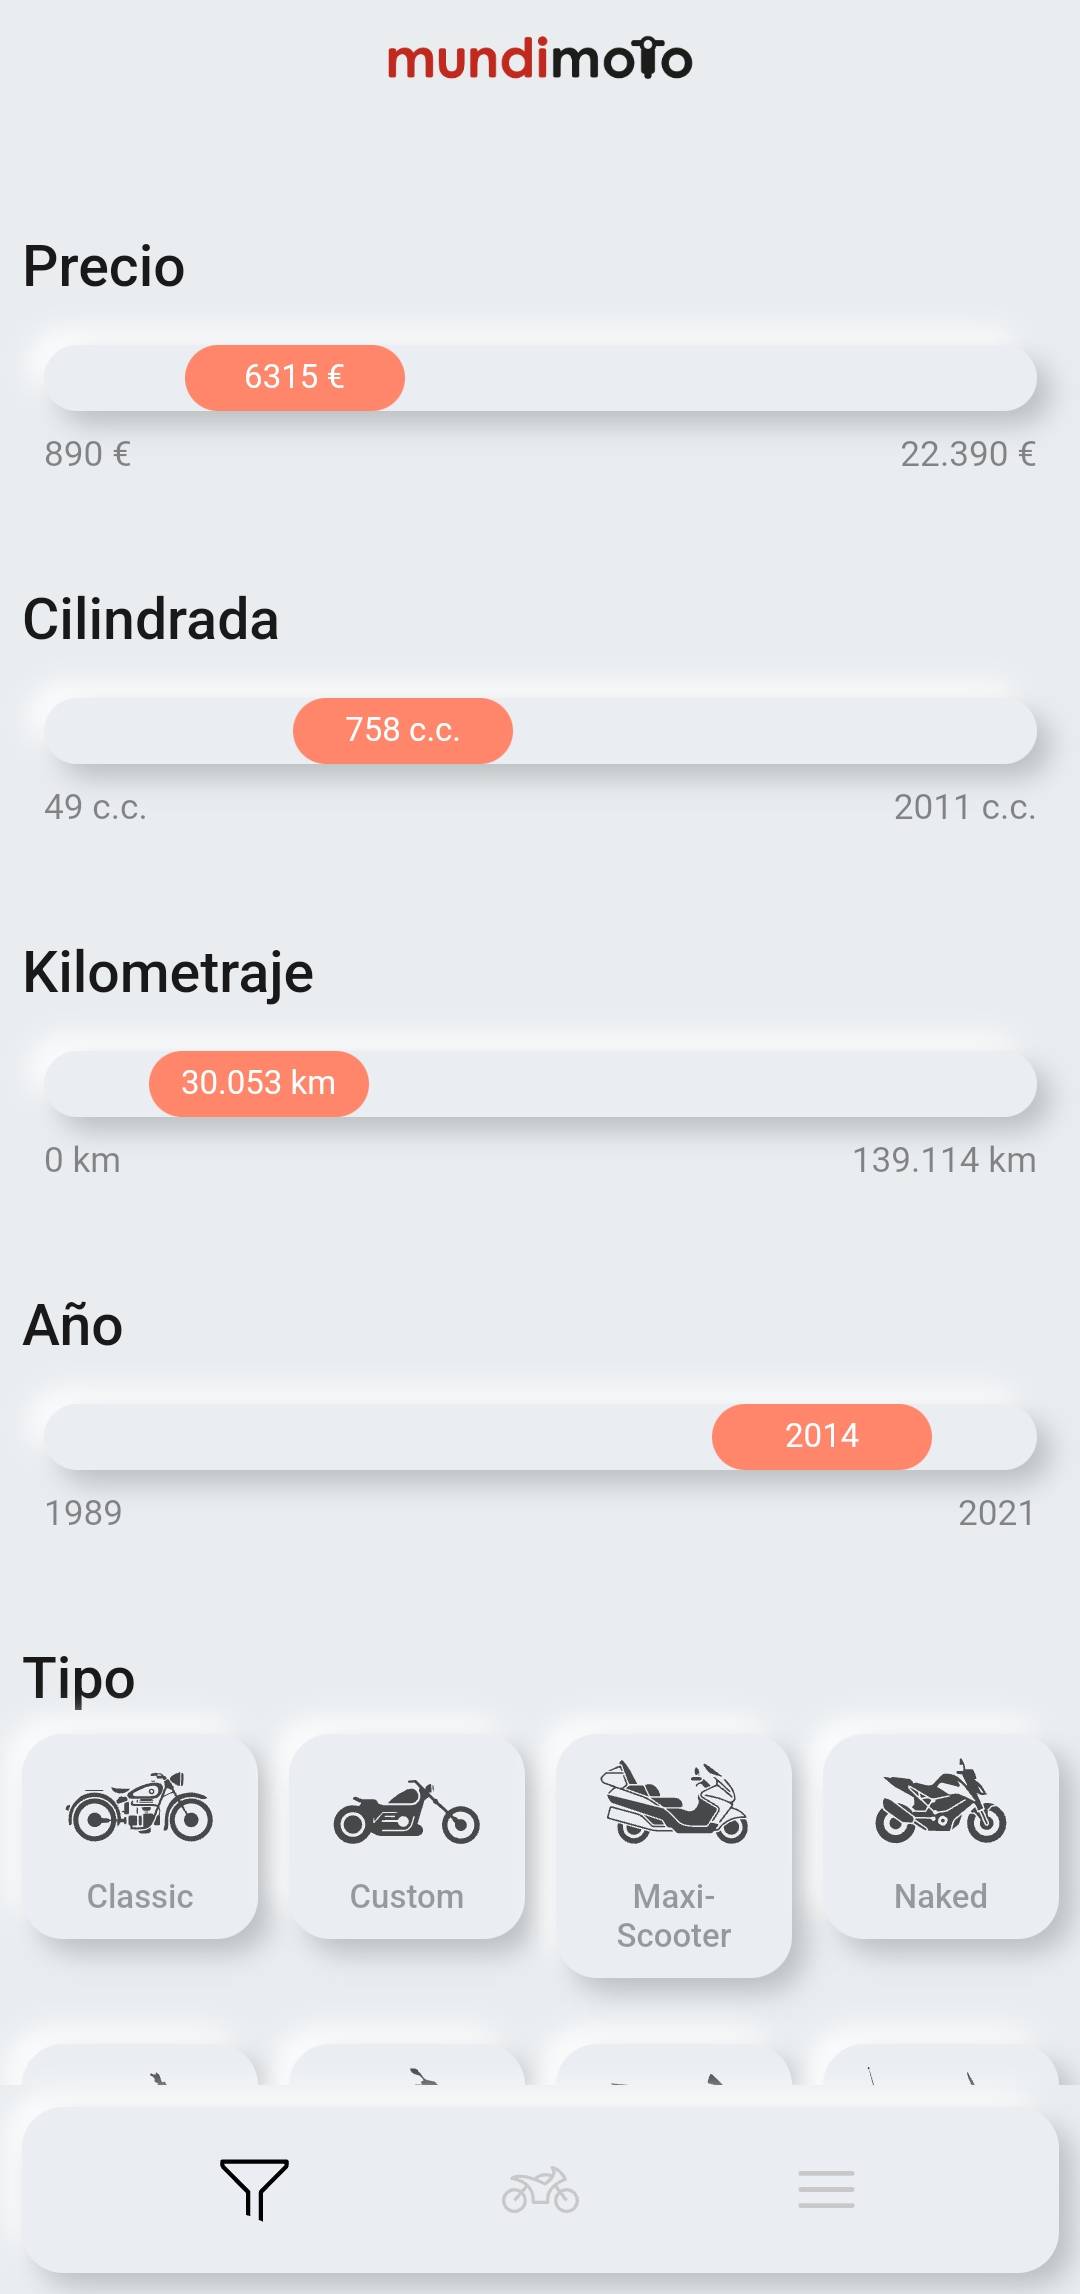 mundimoto
Precio
6315 €
890 €
22.390 €
Cilindrada
758 c.c.
49 c.c.
2011 c.c.
Kilometraje
30.053 km
0 km
139.114 km
Año
2014
1989
2021
Tipo
Classic
Custom
Maxi-
Scooter
Naked